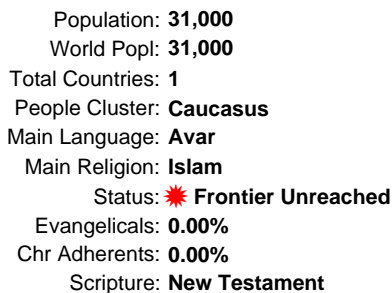 Population: 31,000
World Popl: 31,000
Total Countries: 1
People Cluster: Caucasus
Main Language: Avar
Main Religion: Islam
Status: Frontier Unreached
Evangelicals: 0.00%
Chr Adherents: 0.00%
Scripture: New Testament